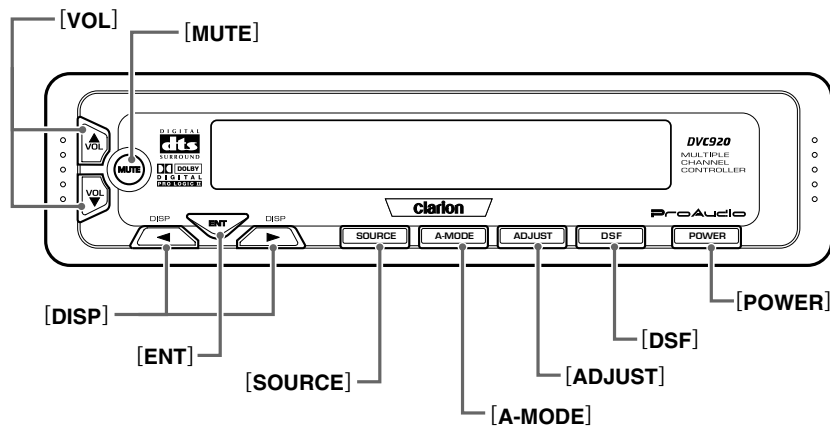 [VOL]
[MUTE]
VOL
MUTE
VOL
DIGITAL
dts
SURROUND
DOLBY
DIGITAL
PRO LOGIC II
DVC920
MULTIPLE
CHANNEL
CONTROLLER
clarion
ProAudio
DISP
ENT
DISP
SOURCE
A-MODE
ADJUST
DSF
POWER
[DISP]
[ENT]
[SOURCE]
[A-MODE]
[ADJUST]
[DSF]
[POWER]